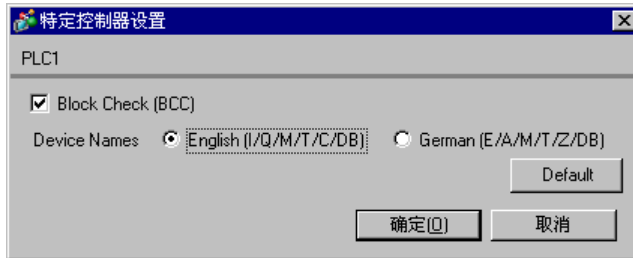 特定控制器设置
PLC1
Block Check (BCC)
Device Names English (I/Q/M/T/C/DB) German (E/A/M/T/Z/DB)
Default
确定(O) 取消